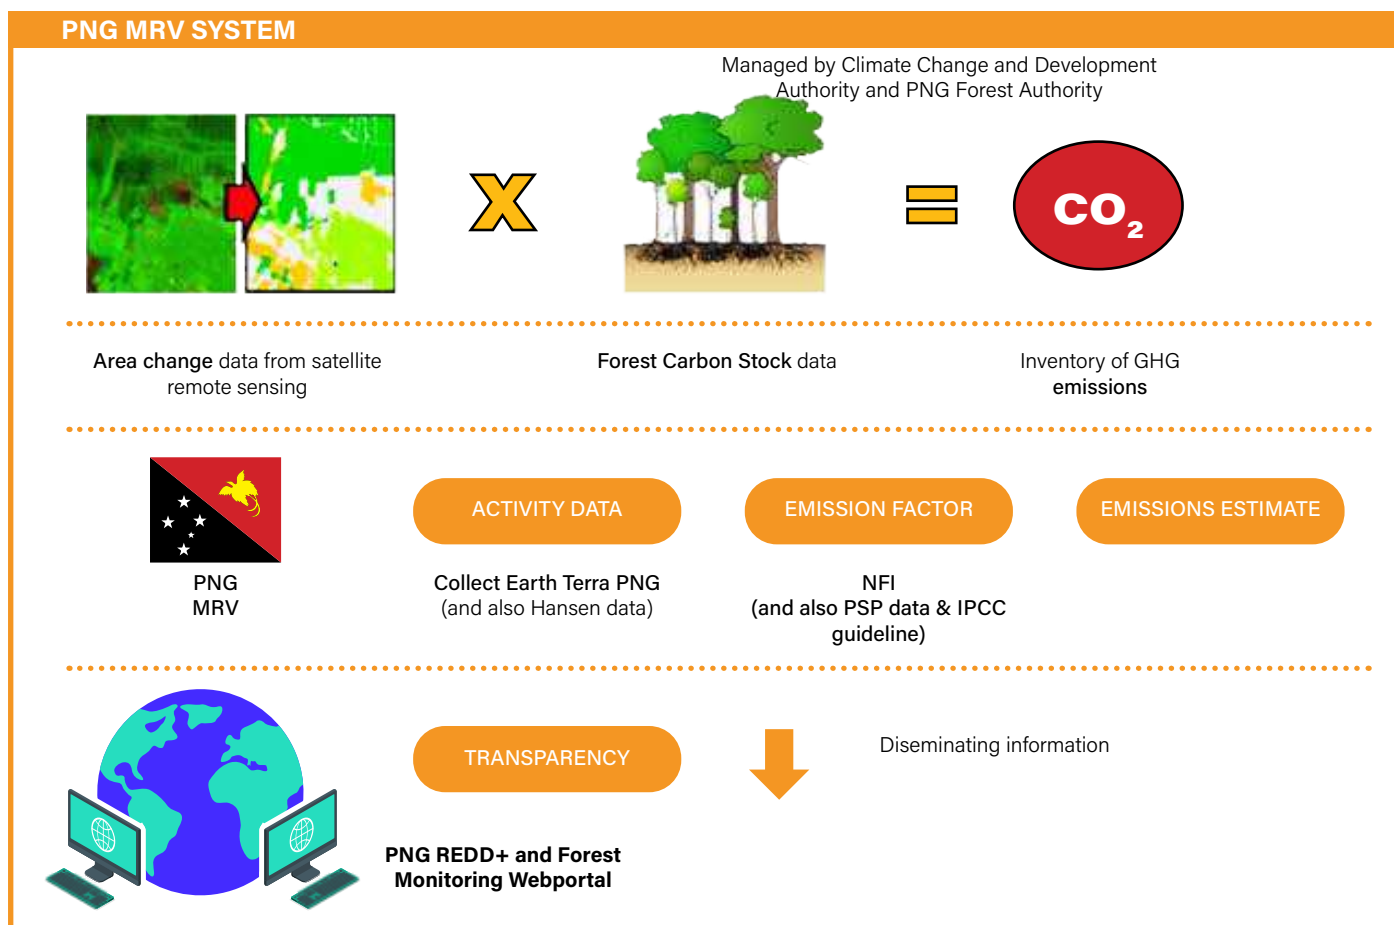 PNG MRV SYSTEM
Managed by Climate Change and Development
Authority and PNG Forest Authority
X
=
CO₂
Area change data from satellite
remote sensing
Forest Carbon Stock data
Inventory of GHG
emissions
PNG
MRV
ACTIVITY DATA
Collect Earth Terra PNG
(and also Hansen data)
EMISSION FACTOR
NFI
(and also PSP data & IPCC
guideline)
EMISSIONS ESTIMATE
TRANSPARENCY
Diseminating information
PNG REDD+ and Forest
Monitoring Webportal